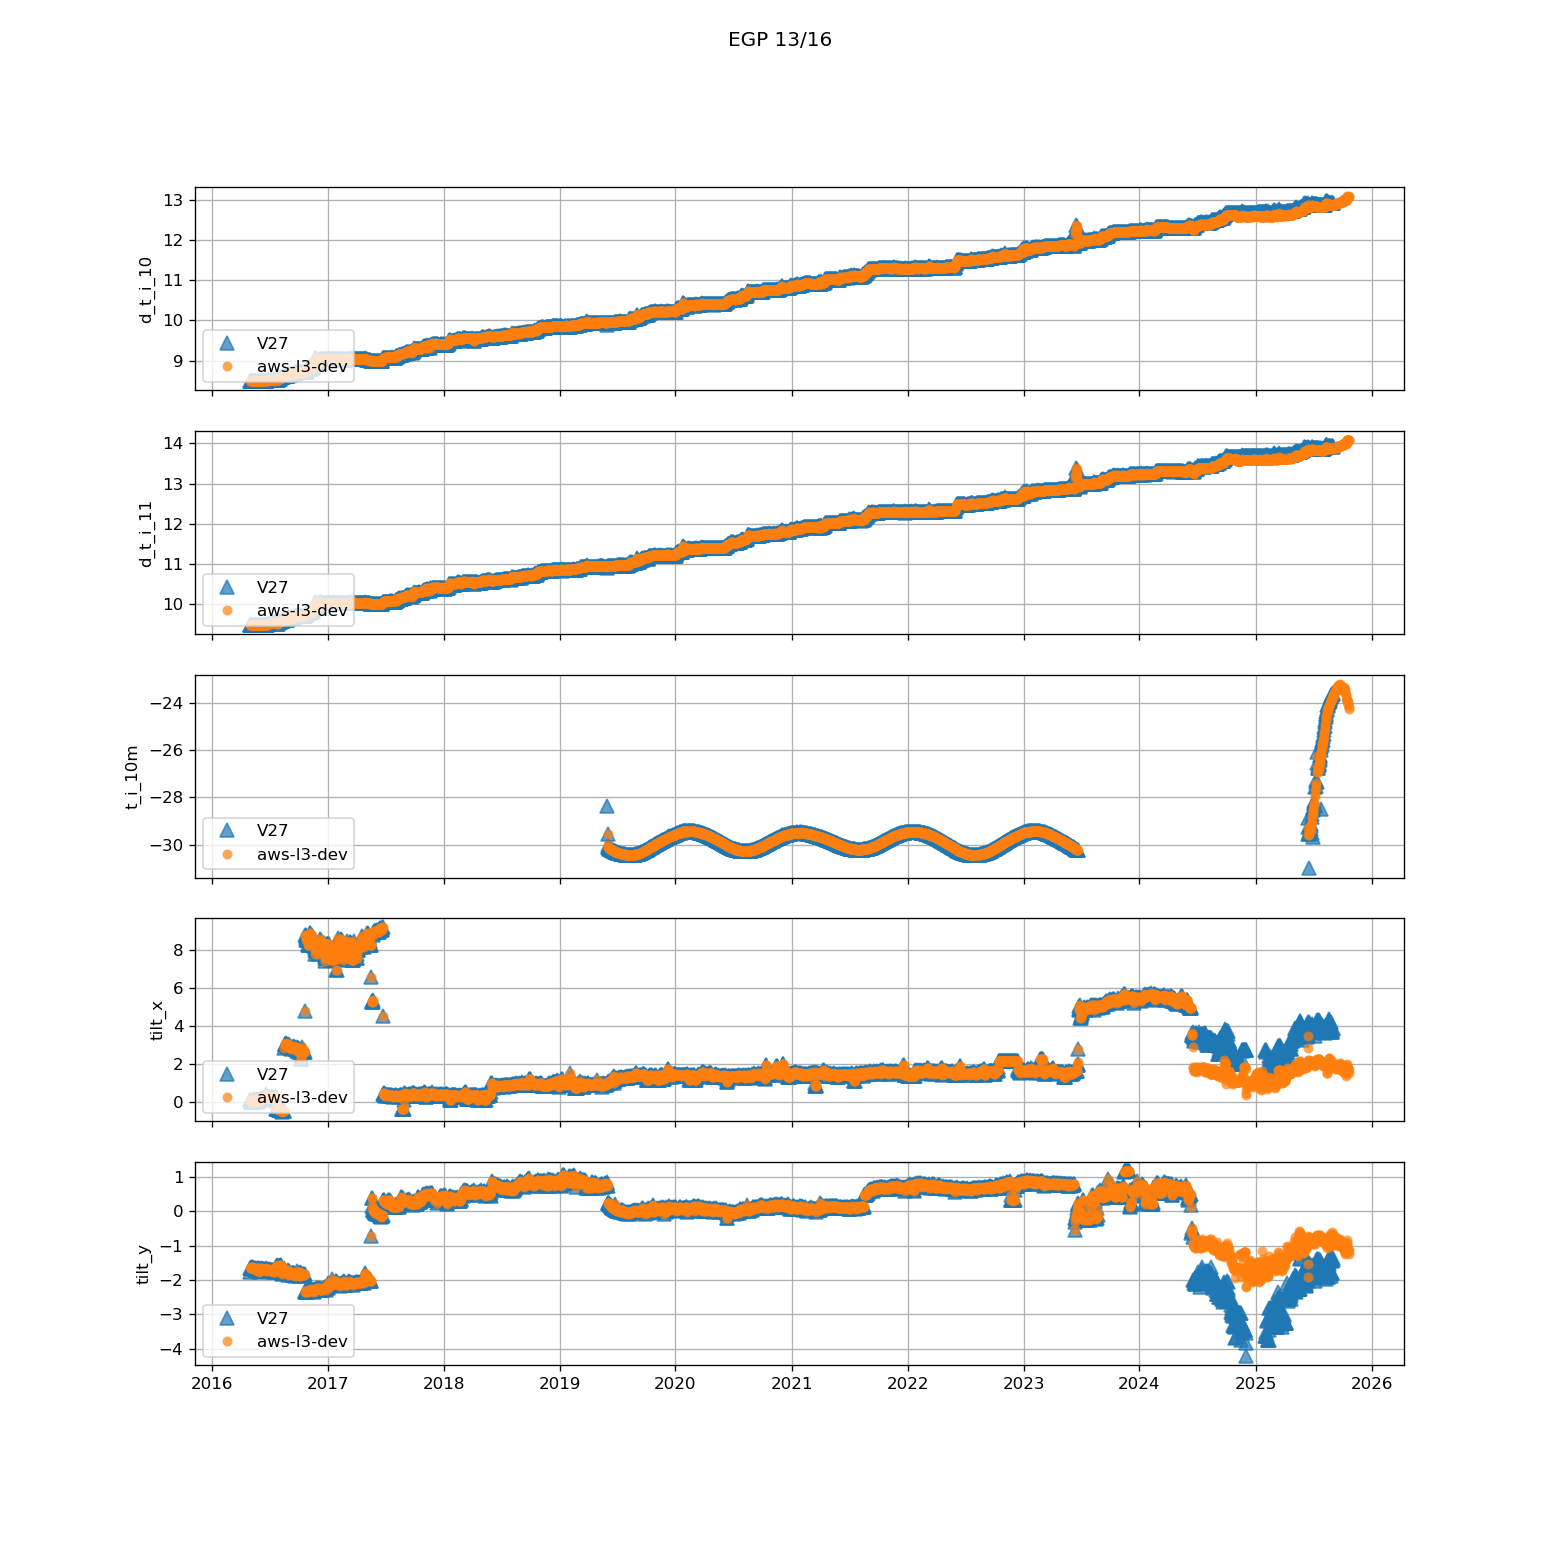 EGP 13/16
13
12
11
10
9
d_t_i_10
V27
aws-l3-dev
14
13
12
11
10
d_t_i_11
V27
aws-l3-dev
−24
−26
−28
−30
t_i_10m
V27
aws-l3-dev
8
6
4
2
0
tilt_x
V27
aws-l3-dev
1
0
−1
−2
−3
−4
tilt_y
V27
aws-l3-dev
2016 2017 2018 2019 2020 2021 2022 2023 2024 2025 2026